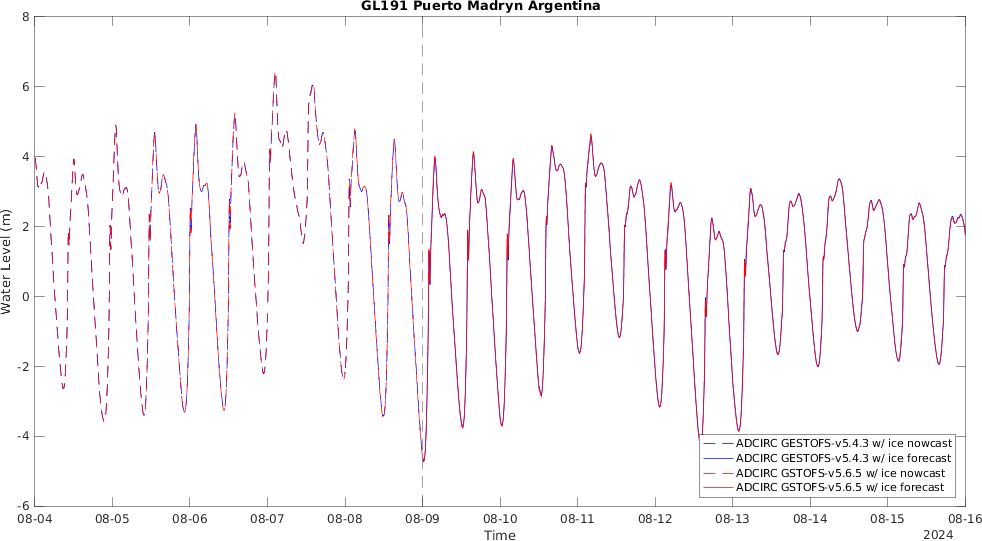 GL191 Puerto Madryn Argentina
8
6
4
2
0
-2
-4
-6
Water Level (m)
ADCIRC GESTOFS-v5.4.3 w/ ice nowcast
ADCIRC GESTOFS-v5.4.3 w/ ice forecast
ADCIRC GSTOFS-v5.6.5 w/ ice nowcast
ADCIRC GSTOFS-v5.6.5 w/ ice forecast
08-04 08-05 08-06 08-07 08-08 08-09 08-10 08-11 08-12 08-13 08-14 08-15 08-16
Time
2024